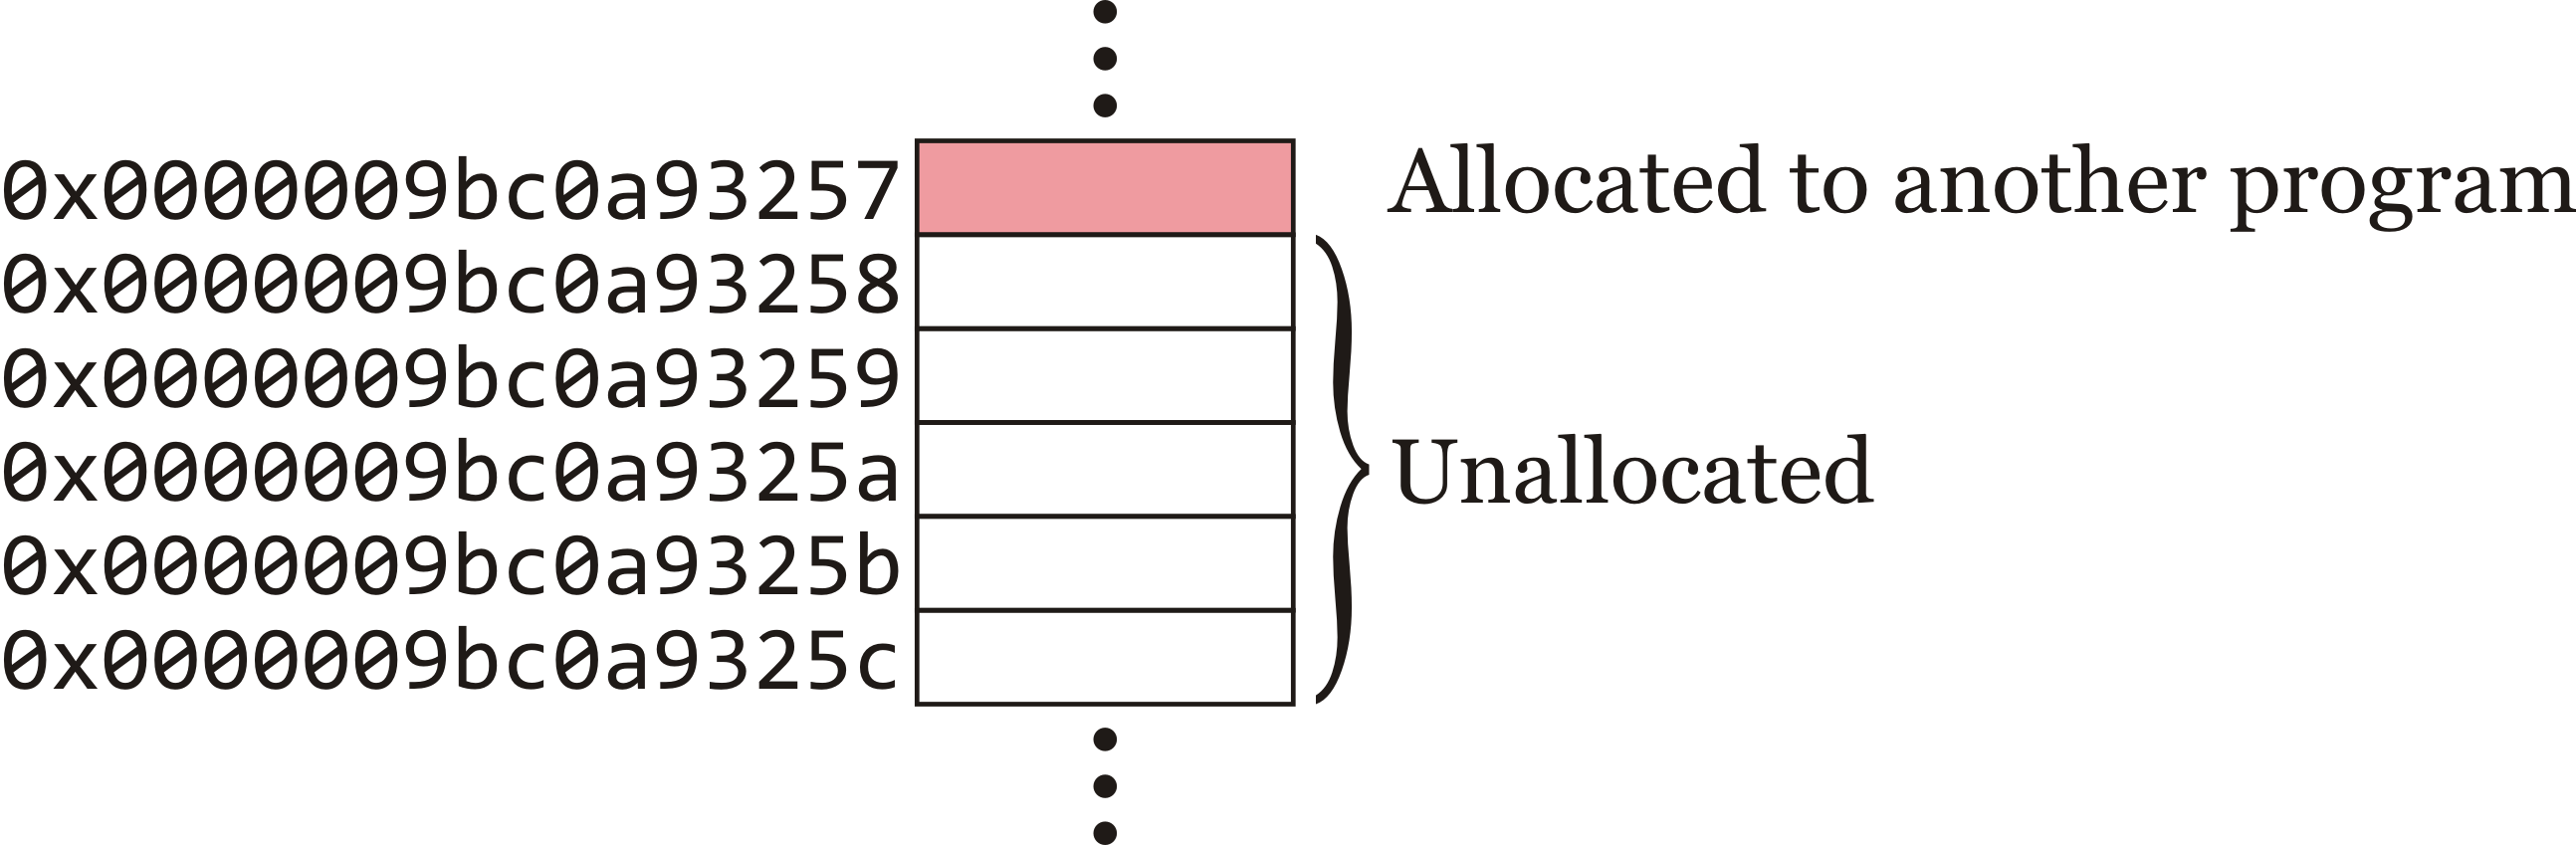 0x0000009bc0a93257 Allocated to another program
0x0000009bc0a93258
0x0000009bc0a93259
0x0000009bc0a9325a Unallocated
0x0000009bc0a9325b
0x0000009bc0a9325c